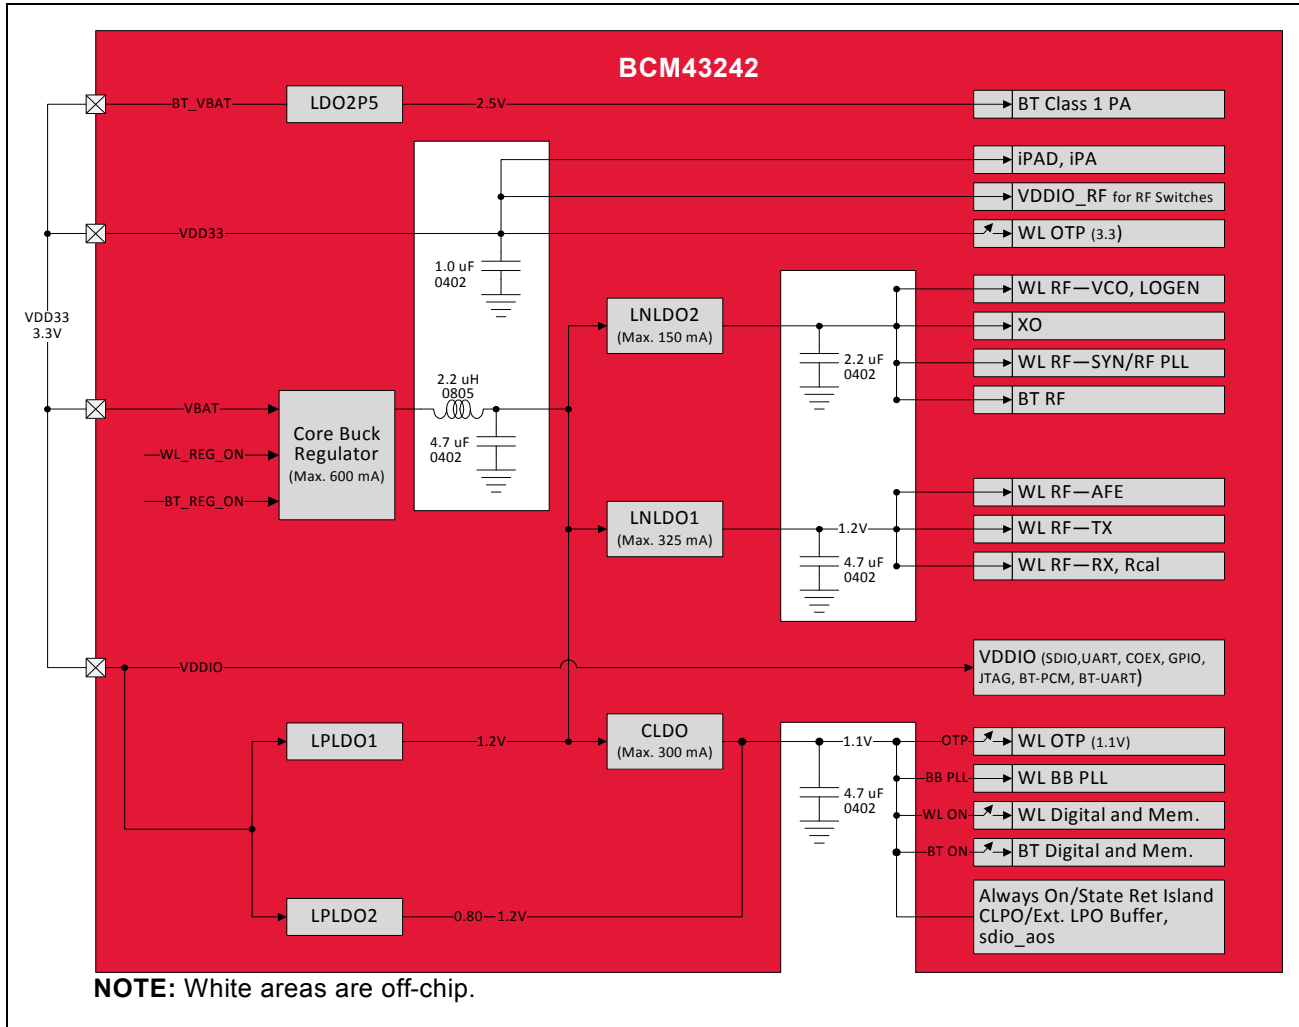 BCM43242
BT_VBAT
LDO2P5
2.5V
BT Class 1 PA
iPAD, iPA
VDDIO_RF for RF Switches
VDD33
WL OTP (3.3)
1.0 uF
0402
VDD33
3.3V
LNLDO2
(Max. 150 mA)
2.2 uF
0402
WL RF—VCO, LOGEN
XO
WL RF—SYN/RF PLL
BT RF
2.2 uH
0805
VBAT
WL_REG_ON
BT_REG_ON
Core Buck
Regulator
(Max. 600 mA)
4.7 uF
0402
LNLDO1
(Max. 325 mA)
1.2V
4.7 uF
0402
WL RF—AFE
WL RF—TX
WL RF—RX, Rcal
VDDIO
VDDIO (SDIO,UART, COEX, GPIO,
JTAG, BT-PCM, BT-UART)
LPLDO1
1.2V
CLDO
(Max. 300 mA)
1.1V
4.7 uF
0402
OTP
WL OTP (1.1V)
BB PLL
WL BB PLL
WL ON
WL Digital and Mem.
BT ON
BT Digital and Mem.
LPLDO2
0.80—1.2V
Always On/State Ret Island
CLPO/Ext. LPO Buffer,
sdio_aos
NOTE: White areas are off-chip.